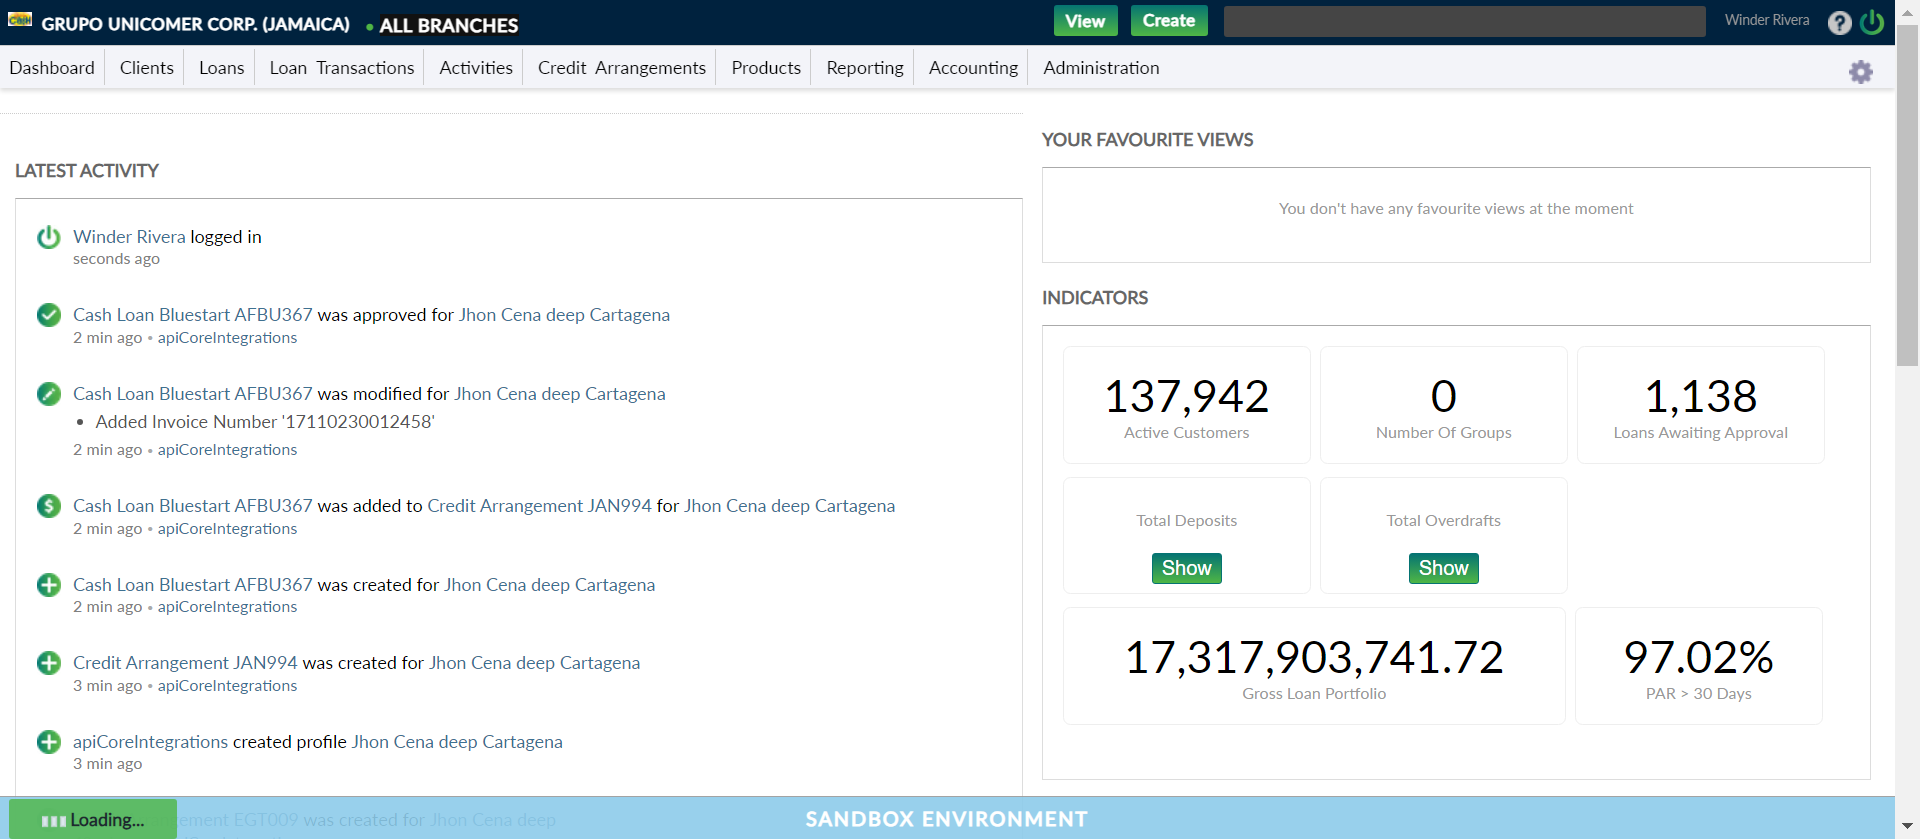 GRUPO UNICOMER CORP. (JAMAICA) • ALL BRANCHES
View
Create
Winder Rivera
?
Dashboard
Clients
Loans
Loan Transactions
Activities
Credit Arrangements
Products
Reporting
Accounting
Administration
LATEST ACTIVITY
Winder Rivera logged in
seconds ago
Cash Loan Bluestart AFBU367 was approved for Jhon Cena deep Cartagena
2 min ago • apiCoreIntegrations
Cash Loan Bluestart AFBU367 was modified for Jhon Cena deep Cartagena
• Added Invoice Number '17110230012458'
2 min ago • apiCoreIntegrations
Cash Loan Bluestart AFBU367 was added to Credit Arrangement JAN994 for Jhon Cena deep Cartagena
2 min ago • apiCoreIntegrations
Cash Loan Bluestart AFBU367 was created for Jhon Cena deep Cartagena
2 min ago • apiCoreIntegrations
Credit Arrangement JAN994 was created for Jhon Cena deep Cartagena
3 min ago • apiCoreIntegrations
apiCoreIntegrations created profile Jhon Cena deep Cartagena
3 min ago
EGT009 was created for Jhon Cena deep
YOUR FAVOURITE VIEWS
You don't have any favourite views at the moment
INDICATORS
137,942
Active Customers
0
Number Of Groups
1,138
Loans Awaiting Approval
Total Deposits
Show
Total Overdrafts
Show
17,317,903,741.72
Gross Loan Portfolio
97.02%
PAR > 30 Days
Loading...
SANDBOX ENVIRONMENT